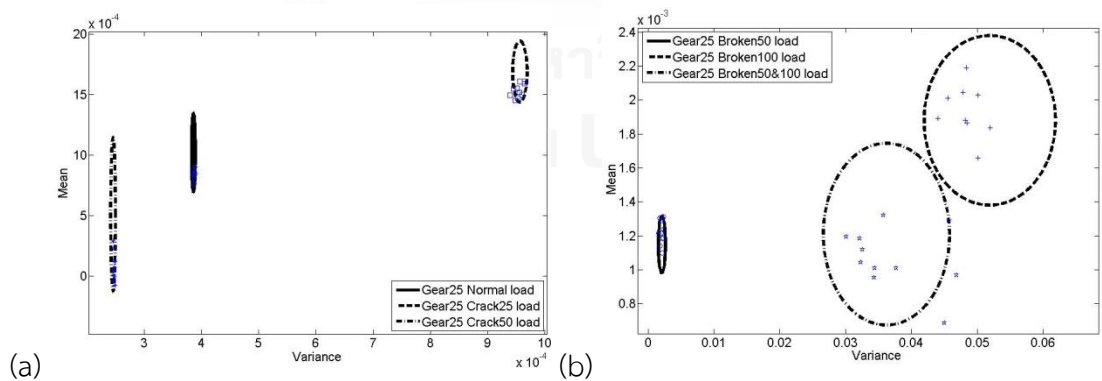 x 10⁻⁴
20
15
10
5
0
Mean
3
4
5
6
7
8
9
Variance
x 10⁻⁴
Gear25 Normal load
Gear25 Crack25 load
Gear25 Crack50 load
(a)
x 10⁻³
2.4
2.2
2
1.8
1.6
1.4
1.2
1
0.8
Mean
0
0.01
0.02
0.03
0.04
0.05
0.06
Variance
Gear25 Broken50 load
Gear25 Broken100 load
Gear25 Broken50&100 load
(b)